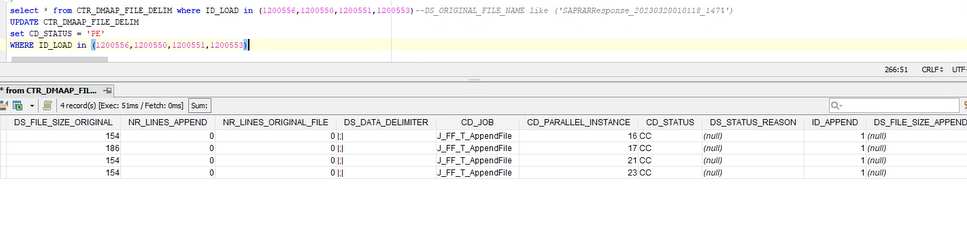 select * from CTR_DMAAP_FILE_DELIM where ID_LOAD in (1200556,1200550,1200551,1200553)--DS_ORIGINAL_FILE_NAME like ('SAPRARResponse_20230320010118_147%')
UPDATE CTR_DMAAP_FILE_DELIM
set CD_STATUS = 'PE'
WHERE ID_LOAD in (1200556,1200550,1200551,1200553)
266:51 CRLF UTF-
* from CTR_DMAAP_FIL...
4 record(s) [Exec: 51ms / Fetch: 0ms] Sum:
DS_FILE_SIZE_ORIGINAL NR_LINES_APPEND NR_LINES_ORIGINAL_FILE DS_DATA_DELIMITER CD_JOB CD_PARALLEL_INSTANCE CD_STATUS DS_STATUS_REASON ID_APPEND DS_FILE_SIZE_APPEND
154 0 0 |;| J_FF_T_AppendFile 16 CC (null) 1 (null)
186 0 0 |;| J_FF_T_AppendFile 17 CC (null) 1 (null)
154 0 0 |;| J_FF_T_AppendFile 21 CC (null) 1 (null)
154 0 0 |;| J_FF_T_AppendFile 23 CC (null) 1 (null)